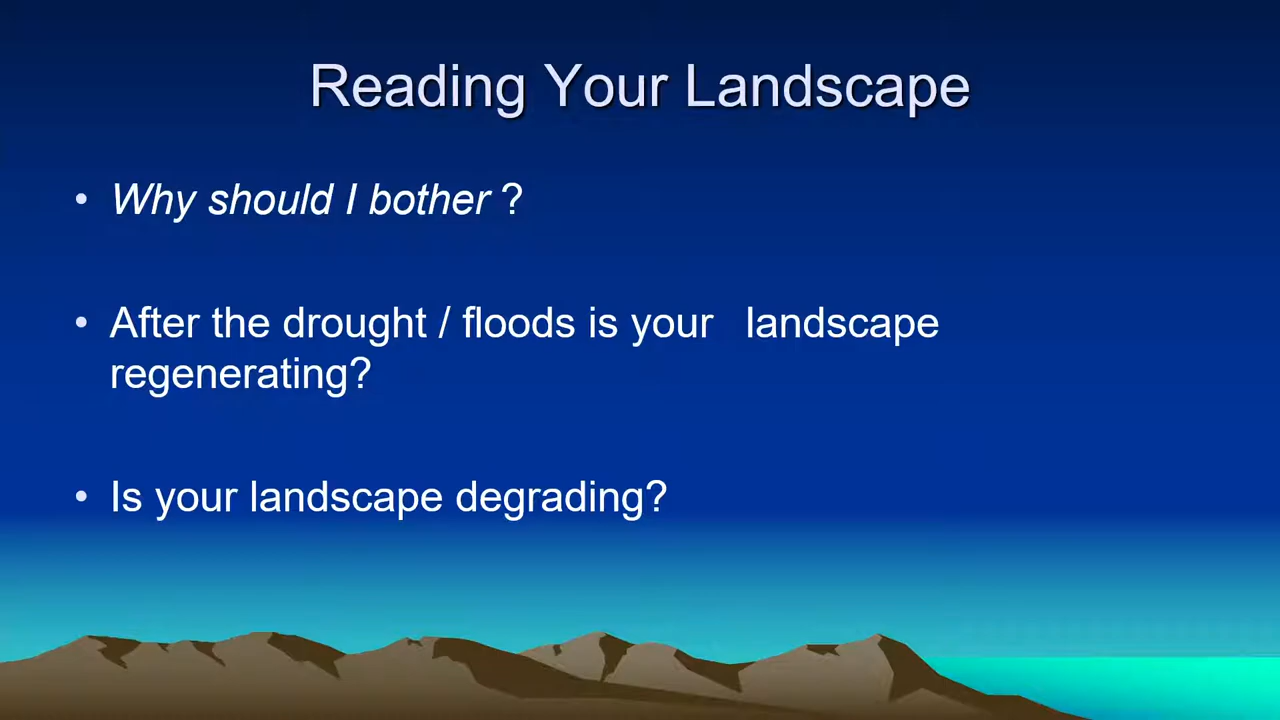 Reading Your Landscape
• Why should I bother ?
• After the drought / floods is your landscape
regenerating?
• Is your landscape degrading?